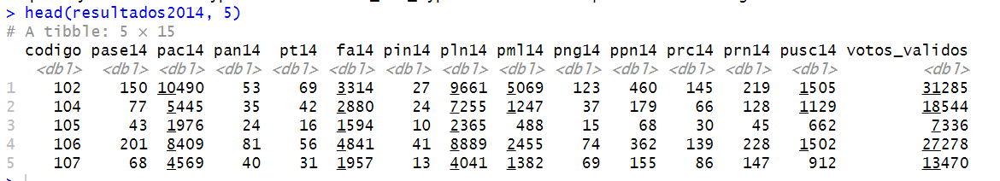 > head(resultados2014, 5)
# A tibble: 5 × 15
codigo pase14 pac14 pan14 pt14 fa14 pin14 pln14 pml14 png14 ppn14 prc14 prn14 pusc14 votos_validos
<dbl> <dbl> <dbl> <dbl> <dbl> <dbl> <dbl> <dbl> <dbl> <dbl> <dbl> <dbl> <dbl> <dbl> <dbl>
1 102 150 10490 53 69 3314 27 9661 5069 123 460 145 219 1505 31285
2 104 77 5445 35 42 2880 24 7255 1247 37 179 66 128 1129 18544
3 105 43 1976 24 16 1594 10 2365 488 15 68 30 45 662 7336
4 106 201 8409 81 56 4841 41 8889 2455 74 362 139 228 1502 27278
5 107 68 4569 40 31 1957 13 4041 1382 69 155 86 147 912 13470